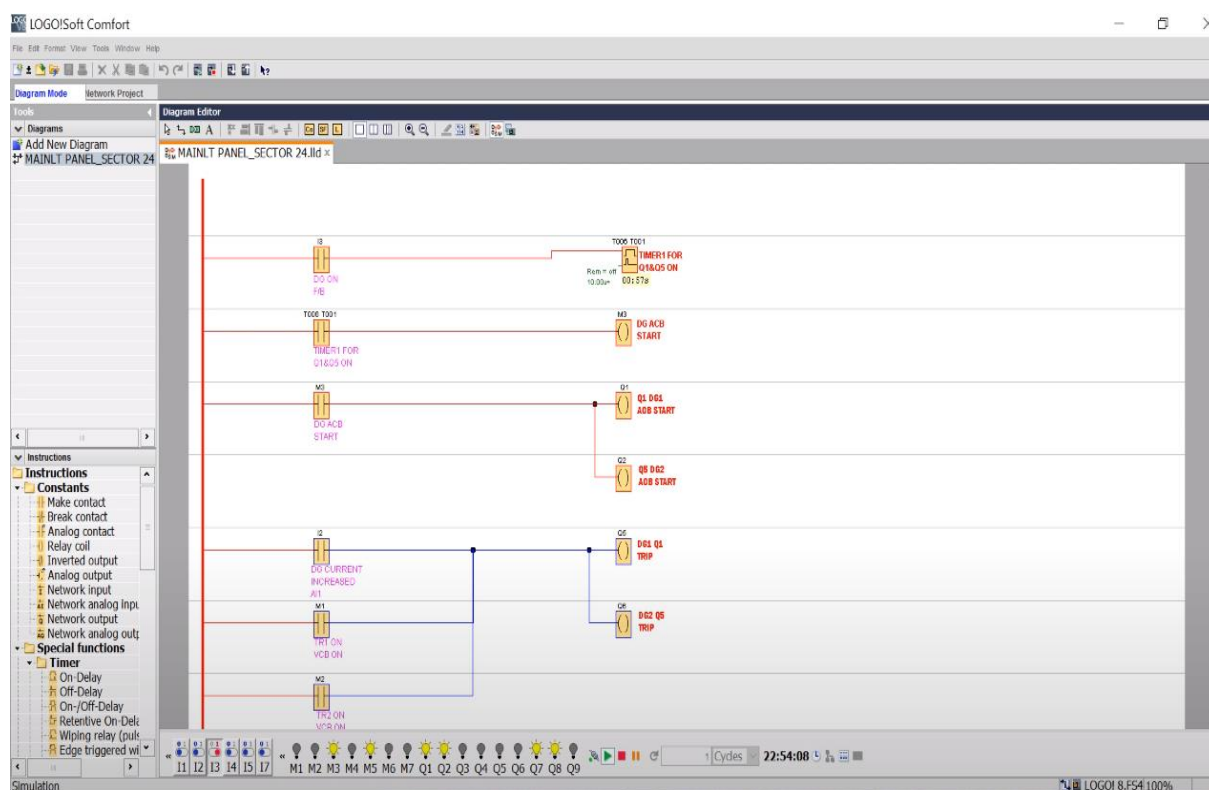 LOGO!Soft Comfort
File Edit Format View Tools Window Help
Diagram Mode
Network Project
Tools
Diagram Editor
Diagrams
Add New Diagram
MAINLT PANEL_SECTOR 24
MAINLT PANEL_SECTOR 24.lld
I3
DG ON
F/B
T006 T001
TIMER1 FOR
Q1&Q5 ON
Rem = off
00:57s
T006 T001
TIMER1 FOR
Q1&Q5 ON
M3
DG ACB
START
M3
DG ACB
START
Q1
Q1 DG1
ACB START
Q2
Q5 DG2
ACB START
I2
DG CURRENT
INCREASED
AI1
Q5
DG1 Q1
TRIP
M1
TR1 ON
VCB ON
Q6
DG2 Q5
TRIP
M2
TR2 ON
VCB ON
Instructions
Instructions
Constants
Make contact
Break contact
Analog contact
Relay coil
Inverted output
Analog output
Network input
Network analog inpu
Network output
Network analog outp
Special functions
Timer
On-Delay
Off-Delay
On-/Off-Delay
Retentive On-Dela
Wiping relay (puls
Edge triggered wi
I1 I2 I3 I4 I5 I7
M1 M2 M3 M4 M5 M6 M7 Q1 Q2 Q3 Q4 Q5 Q6 Q7 Q8 Q9
1 Cycles
22:54:08
Simulation
LOGO! 8.FS4 100%